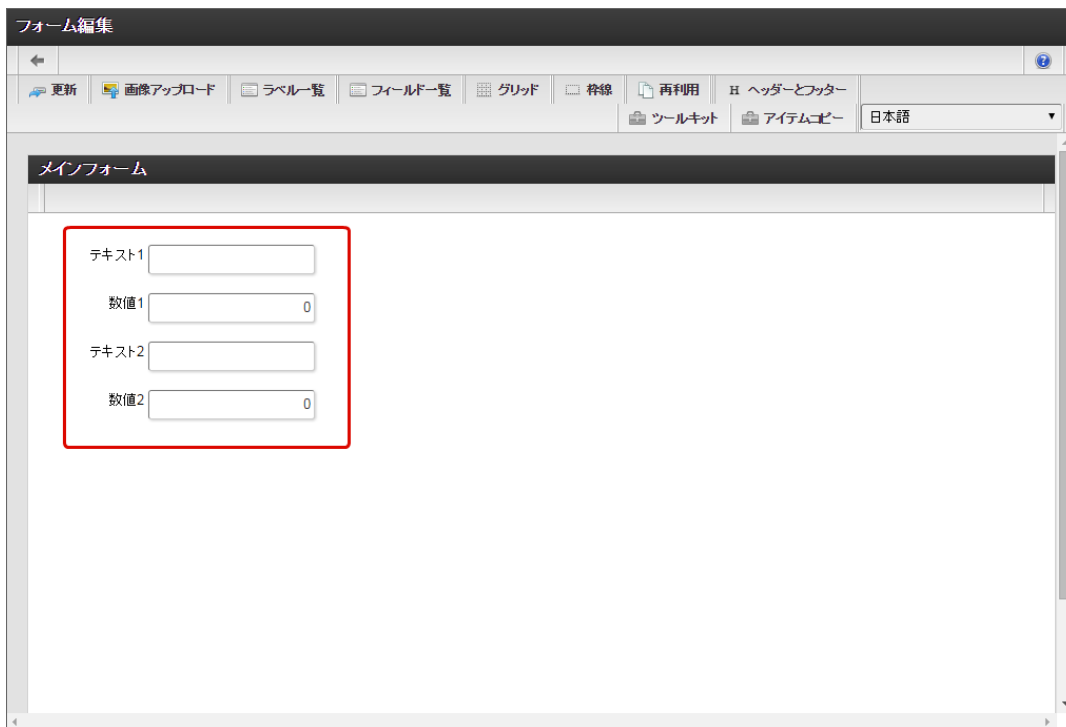 フォーム編集
更新 画像アップロード ラベル一覧 フィールド一覧 グリッド 枠線 再利用 H ヘッダーとフッター
ツールキット アイテムコピー 日本語
メインフォーム
テキスト1
数値1 0
テキスト2
数値2 0